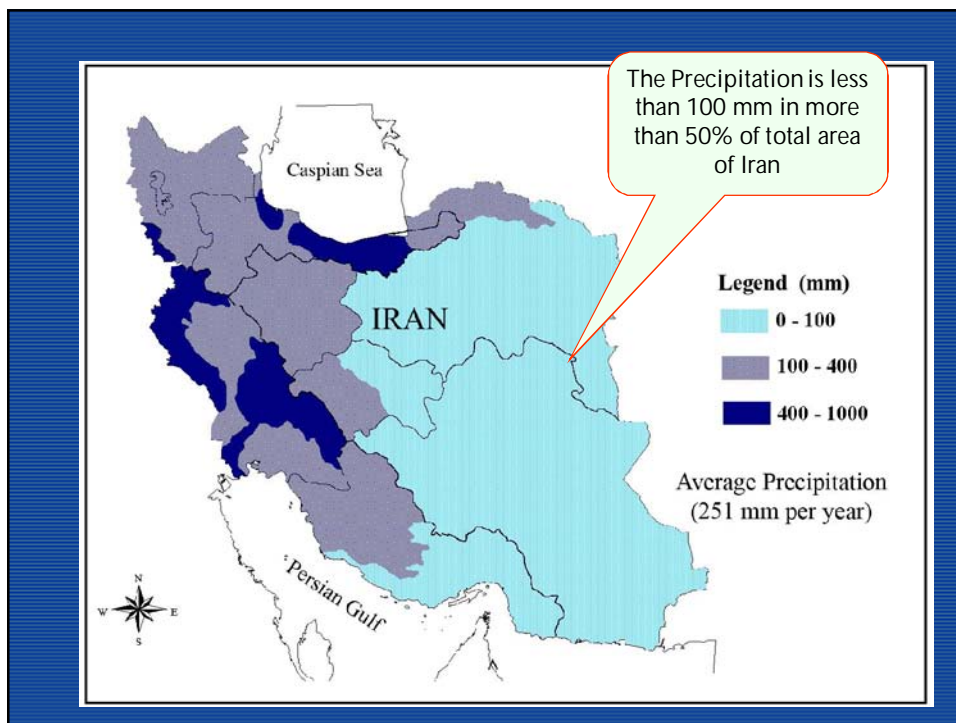 The Precipitation is less
than 100 mm in more
than 50% of total area
of Iran
Caspian Sea
IRAN
Legend (mm)
0 - 100
100 - 400
400 - 1000
Average Precipitation
(251 mm per year)
Persian Gulf
N
W E
S